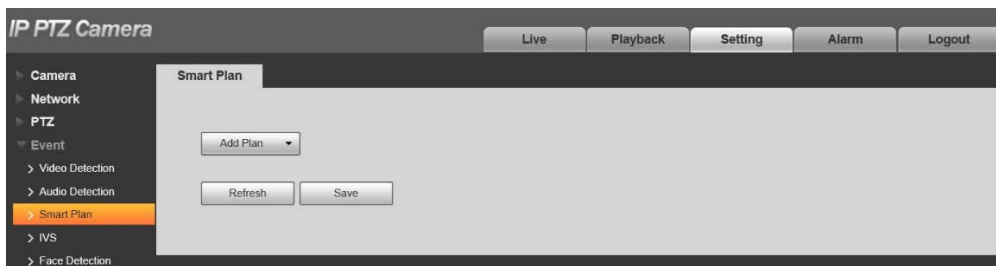 IP PTZ Camera
Live Playback Setting Alarm Logout
Camera
Network
PTZ
Event
Video Detection
Audio Detection
Smart Plan
IVS
Face Detection
Smart Plan
Add Plan
Refresh Save